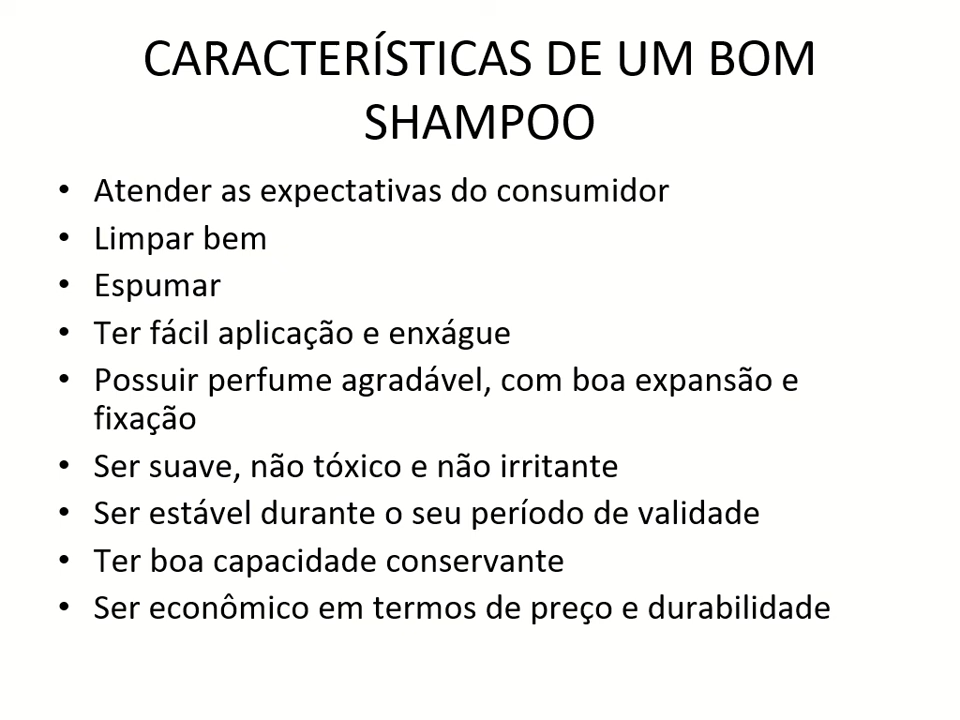 CARACTERÍSTICAS DE UM BOM
SHAMPOO
• Atender as expectativas do consumidor
• Limpar bem
• Espumar
• Ter fácil aplicação e enxágue
• Possuir perfume agradável, com boa expansão e
fixação
• Ser suave, não tóxico e não irritante
• Ser estável durante o seu período de validade
• Ter boa capacidade conservante
• Ser econômico em termos de preço e durabilidade